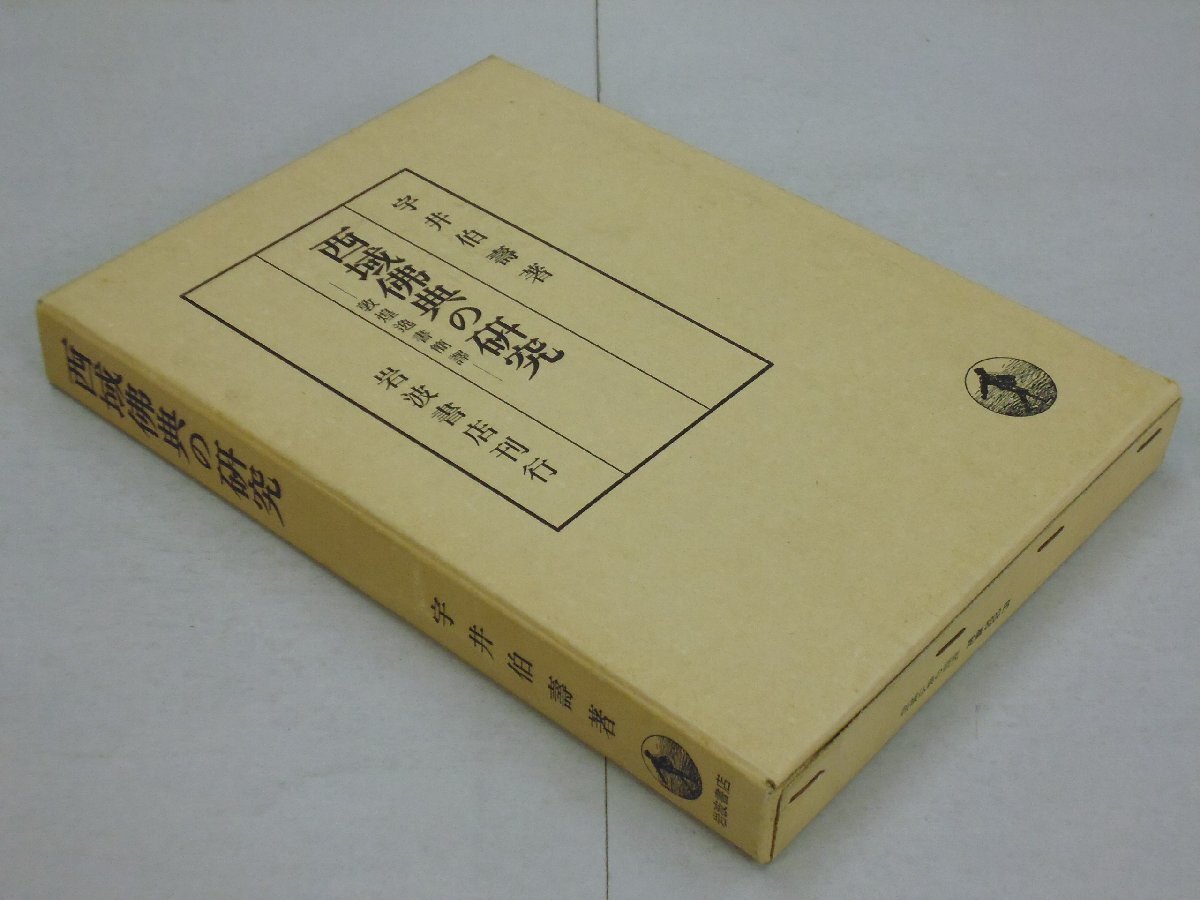 宇井伯壽著
西域佛典の研究
敦煌逸書簡譯
岩波書店刊行
西域佛典の研究
宇井伯壽著
岩波書店